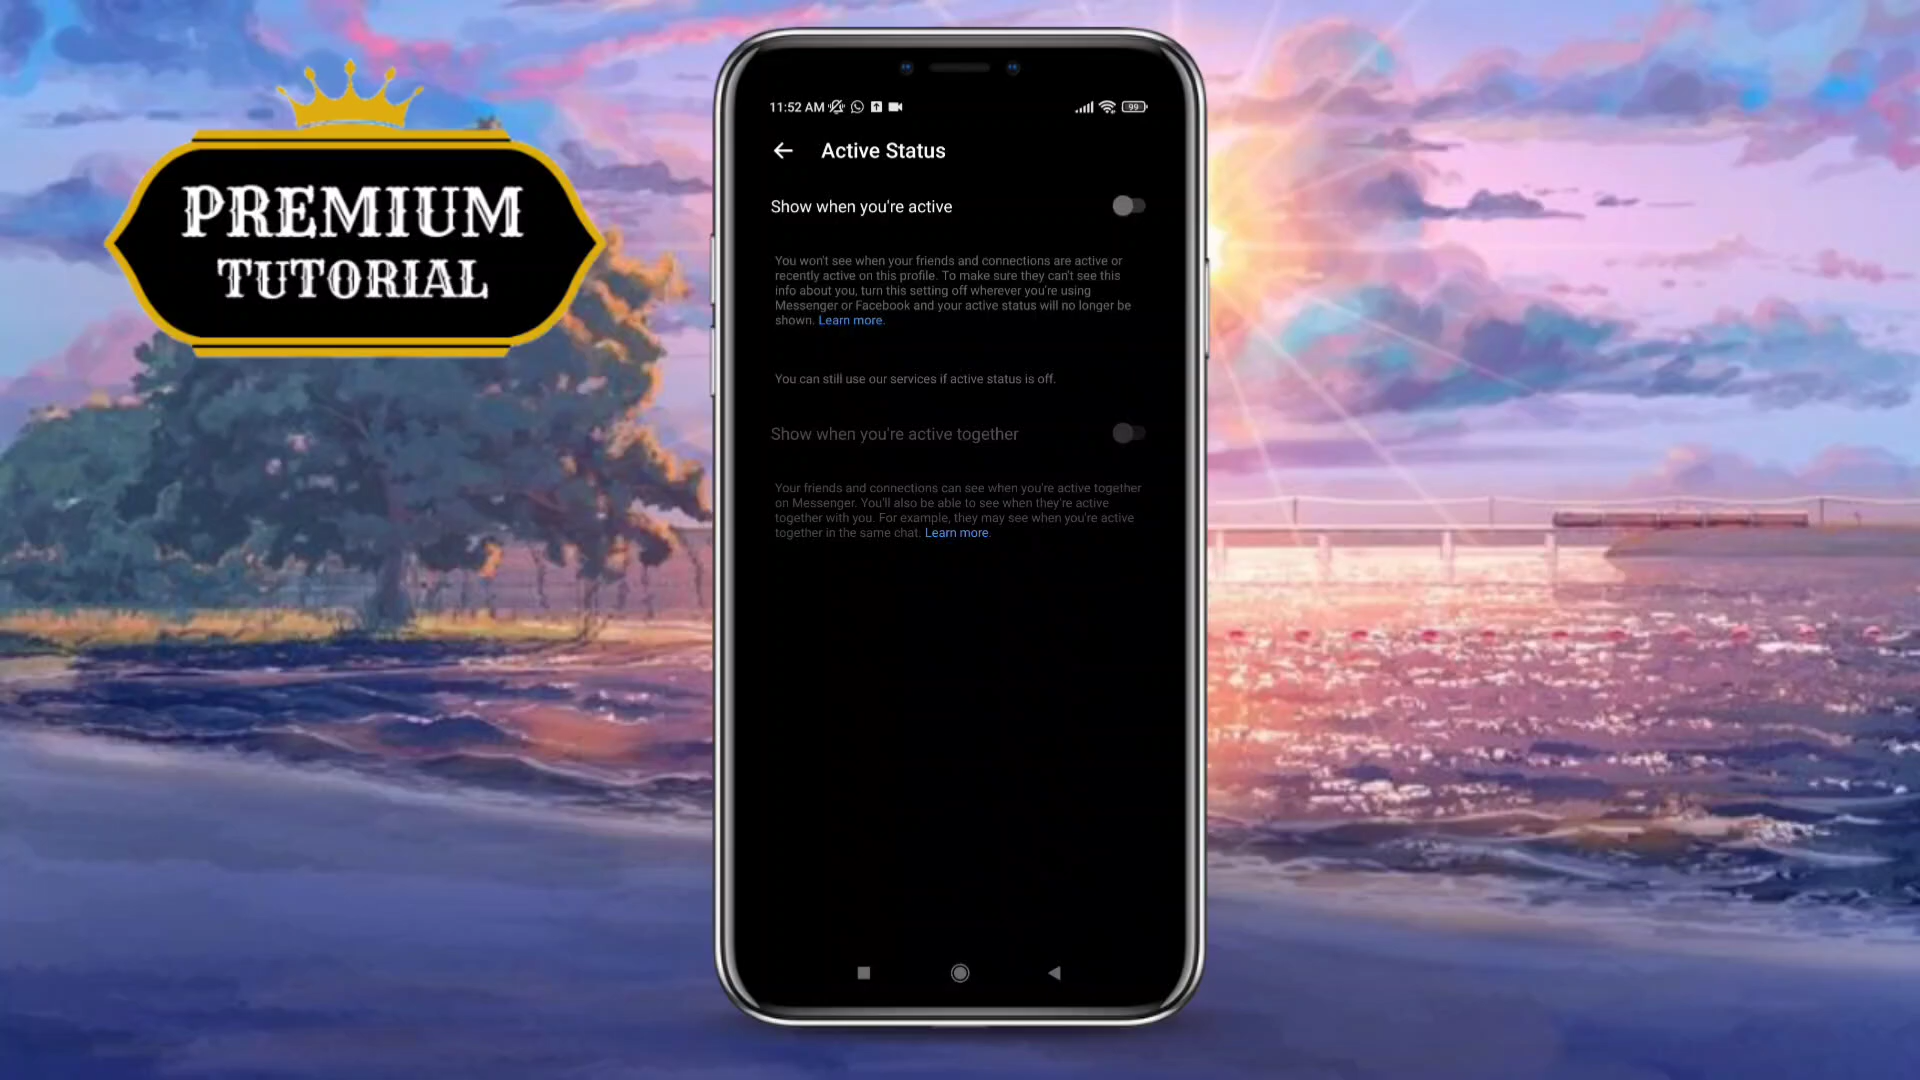 PREMIUM
TUTORIAL
11:52 AM
99
Active Status
Show when you're active
You won't see when your friends and connections are active or
recently active on this profile. To make sure they can't see this
info about you, turn this setting off wherever you're using
Messenger or Facebook and your active status will no longer be
shown. Learn more.
You can still use our services if active status is off.
Show when you're active together
Your friends and connections can see when you're active together
on Messenger. You'll also be able to see when they're active
together with you. For example, they may see when you're active
together in the same chat. Learn more.